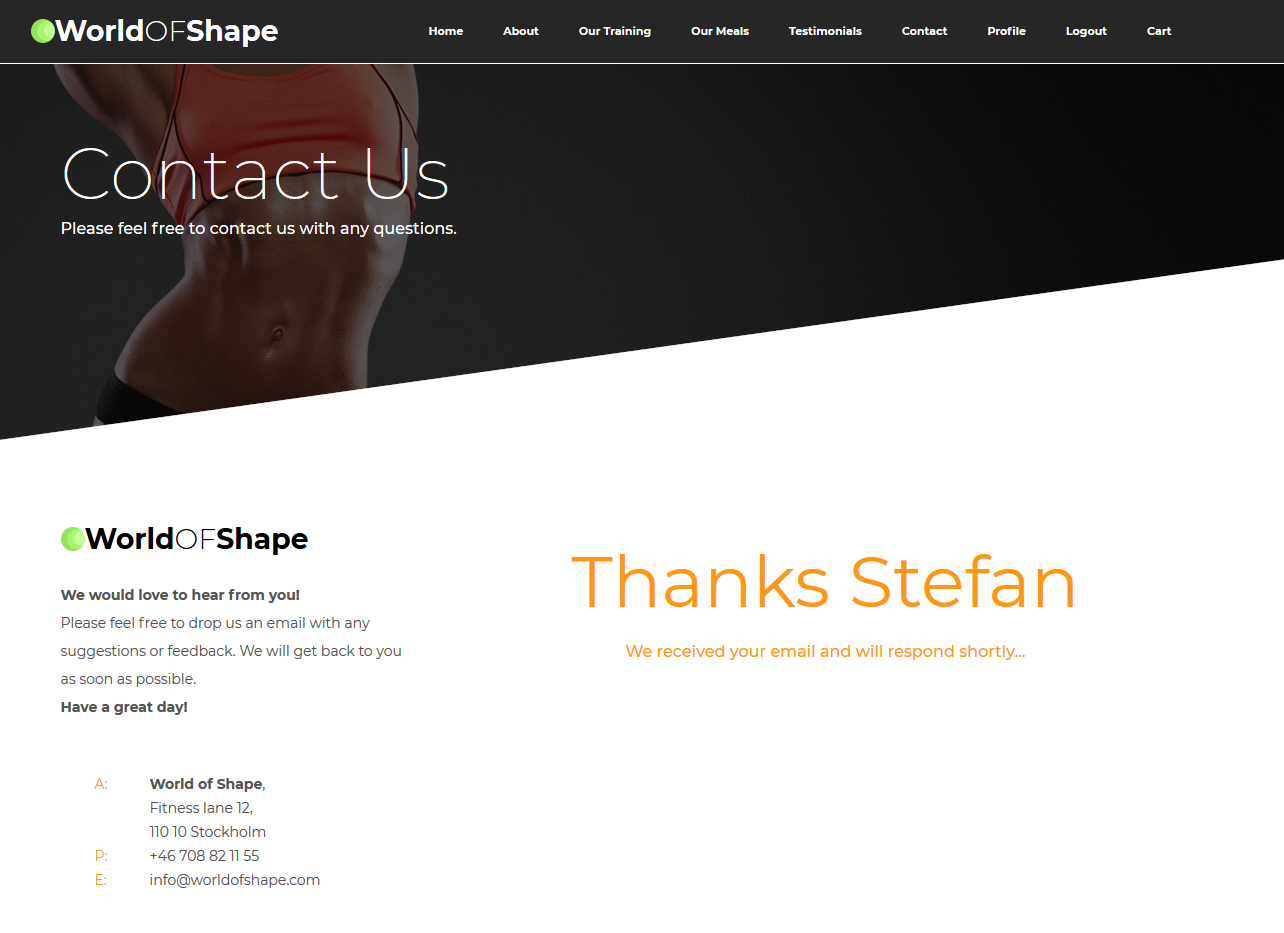 WorldOFShape
Home About Our Training Our Meals Testimonials Contact Profile Logout Cart
Contact Us
Please feel free to contact us with any questions.
WorldOFShape
We would love to hear from you!
Please feel free to drop us an email with any
suggestions or feedback. We will get back to you
as soon as possible.
Have a great day!
A: World of Shape,
Fitness lane 12,
110 10 Stockholm
P: +46 708 82 11 55
E: info@worldofshape.com
Thanks Stefan
We received your email and will respond shortly...